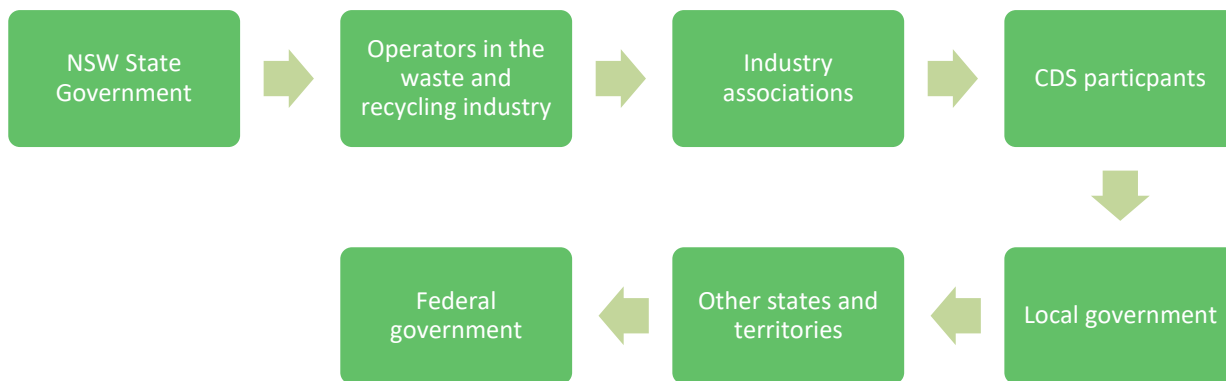 NSW State
Government
Operators in the
waste and
recycling industry
Industry
associations
CDS particpants
Local government
Other states and
territories
Federal
government